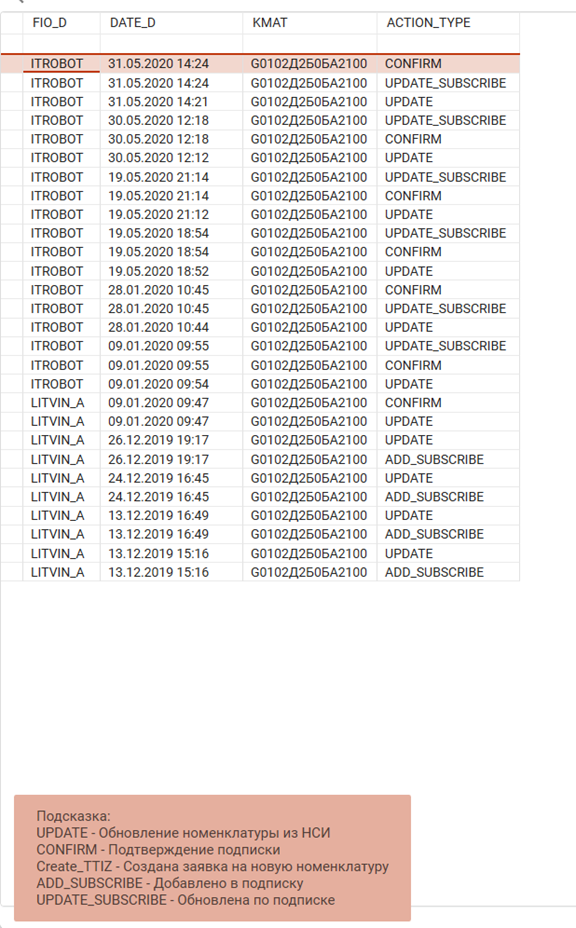 FIO_D DATE_D KMAT ACTION_TYPE
ITROBOT 31.05.2020 14:24 G0102Д2Б0БА2100 CONFIRM
ITROBOT 31.05.2020 14:24 G0102Д2Б0БА2100 UPDATE_SUBSCRIBE
ITROBOT 31.05.2020 14:21 G0102Д2Б0БА2100 UPDATE
ITROBOT 30.05.2020 12:18 G0102Д2Б0БА2100 UPDATE_SUBSCRIBE
ITROBOT 30.05.2020 12:18 G0102Д2Б0БА2100 CONFIRM
ITROBOT 30.05.2020 12:12 G0102Д2Б0БА2100 UPDATE
ITROBOT 19.05.2020 21:14 G0102Д2Б0БА2100 UPDATE_SUBSCRIBE
ITROBOT 19.05.2020 21:14 G0102Д2Б0БА2100 CONFIRM
ITROBOT 19.05.2020 21:12 G0102Д2Б0БА2100 UPDATE
ITROBOT 19.05.2020 18:54 G0102Д2Б0БА2100 UPDATE_SUBSCRIBE
ITROBOT 19.05.2020 18:54 G0102Д2Б0БА2100 CONFIRM
ITROBOT 19.05.2020 18:52 G0102Д2Б0БА2100 UPDATE
ITROBOT 28.01.2020 10:45 G0102Д2Б0БА2100 CONFIRM
ITROBOT 28.01.2020 10:45 G0102Д2Б0БА2100 UPDATE_SUBSCRIBE
ITROBOT 28.01.2020 10:44 G0102Д2Б0БА2100 UPDATE
ITROBOT 09.01.2020 09:55 G0102Д2Б0БА2100 UPDATE_SUBSCRIBE
ITROBOT 09.01.2020 09:55 G0102Д2Б0БА2100 CONFIRM
ITROBOT 09.01.2020 09:54 G0102Д2Б0БА2100 UPDATE
LITVIN_A 09.01.2020 09:47 G0102Д2Б0БА2100 CONFIRM
LITVIN_A 09.01.2020 09:47 G0102Д2Б0БА2100 UPDATE
LITVIN_A 26.12.2019 19:17 G0102Д2Б0БА2100 UPDATE
LITVIN_A 26.12.2019 19:17 G0102Д2Б0БА2100 ADD_SUBSCRIBE
LITVIN_A 24.12.2019 16:45 G0102Д2Б0БА2100 UPDATE
LITVIN_A 24.12.2019 16:45 G0102Д2Б0БА2100 ADD_SUBSCRIBE
LITVIN_A 13.12.2019 16:49 G0102Д2Б0БА2100 UPDATE
LITVIN_A 13.12.2019 16:49 G0102Д2Б0БА2100 ADD_SUBSCRIBE
LITVIN_A 13.12.2019 15:16 G0102Д2Б0БА2100 UPDATE
LITVIN_A 13.12.2019 15:16 G0102Д2Б0БА2100 ADD_SUBSCRIBE
Подсказка:
UPDATE - Обновление номенклатуры из НСИ
CONFIRM - Подтверждение подписки
Create_TTIZ - Создана заявка на новую номенклатуру
ADD_SUBSCRIBE - Добавлено в подписку
UPDATE_SUBSCRIBE - Обновлена по подписке